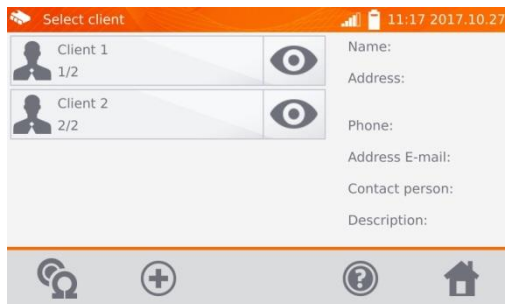 Select client
11:17 2017.10.27
Client 1
1/2
Client 2
2/2
Name:
Address:
Phone:
Address E-mail:
Contact person:
Description: